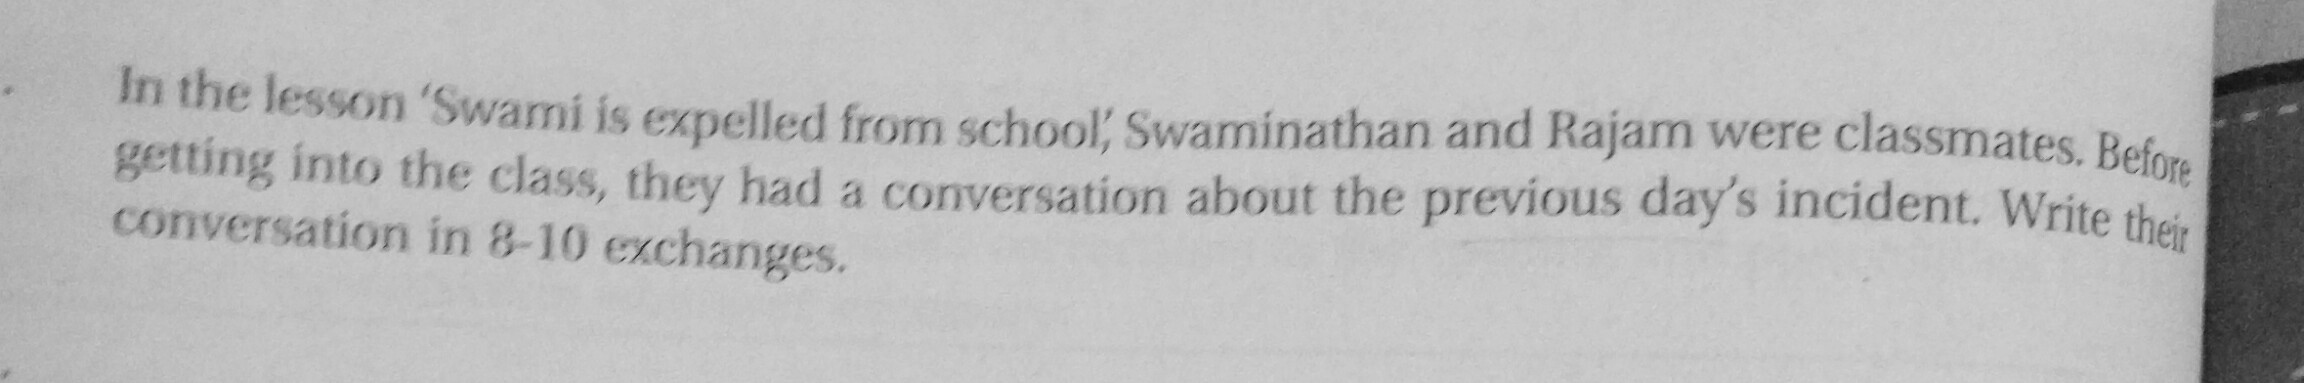 In the lesson ‘Swami is expelled from school’, Swaminathan and Rajam were classmates. Before
getting into the class, they had a conversation about the previous day’s incident. Write their
conversation in 8-10 exchanges.